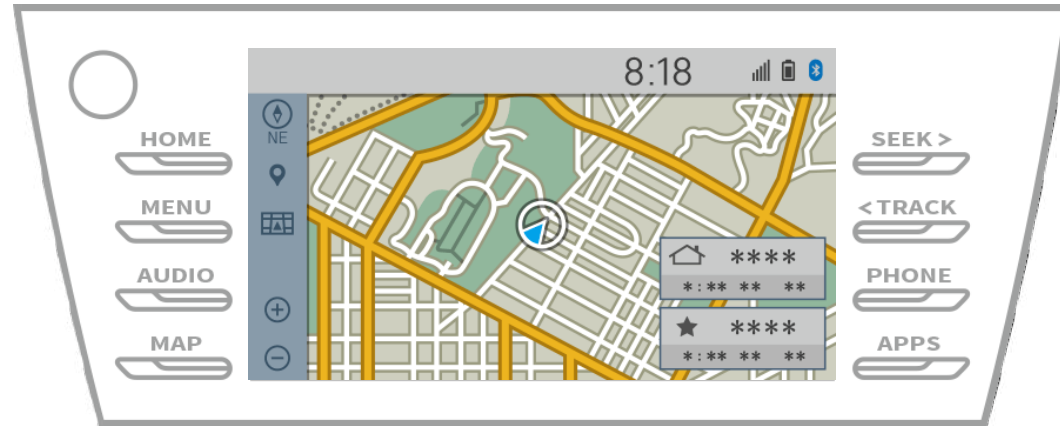 8:18
NE
HOME
MENU
AUDIO
MAP
****
*:** ** **
****
*:** ** **
SEEK >
< TRACK
PHONE
APPS